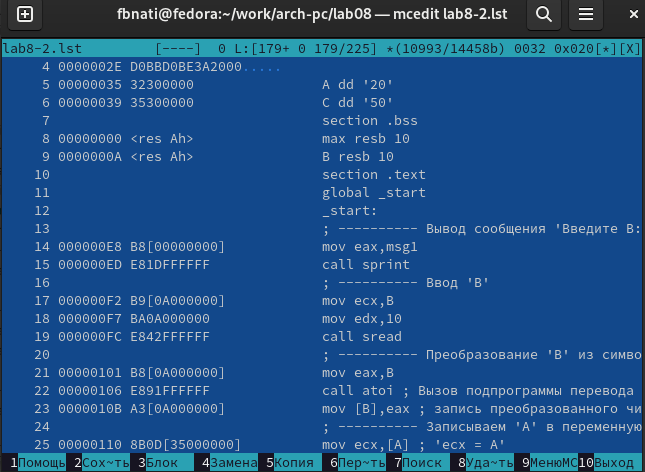 fbnati@fedora:~/work/arch-pc/lab08 — mcedit lab8-2.lst
lab8-2.lst [----] 0 L:[179+ 0 179/225] *(10993/14458b) 0032 0x020[*][X]
4 0000002E D0BBD0BE3A2000.....
5 00000035 32300000 A dd '20'
6 00000039 35300000 C dd '50'
7 section .bss
8 00000000 <res Ah> max resb 10
9 0000000A <res Ah> B resb 10
10 section .text
11 global _start
12 _start:
13 ; ---------- Вывод сообщения 'Введите B:
14 000000E8 B8[00000000] mov eax,msg1
15 000000ED E81DFFFFFF call sprint
16 ; ---------- Ввод 'B'
17 000000F2 B9[0A000000] mov ecx,B
18 000000F7 BA0A000000 mov edx,10
19 000000FC E842FFFFFF call sread
20 ; ---------- Преобразование 'B' из симво
21 00000101 B8[0A000000] mov eax,B
22 00000106 E891FFFFFF call atoi ; Вызов подпрограммы перевода
23 0000010B A3[0A000000] mov [B],eax ; запись преобразованного чи
24 ; ---------- Записываем 'A' в переменную
25 00000110 8B0D[35000000] mov ecx,[A] ; 'ecx = A'
1Помощь 2Сох~ть 3Блок 4Замена 5Копия 6Пер~ть 7Поиск 8Уда~ть 9МенюMC 10Выход